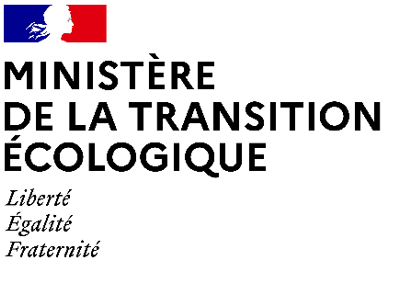 MINISTÈRE
DE LA TRANSITION
ÉCOLOGIQUE
Liberté
Égalité
Fraternité